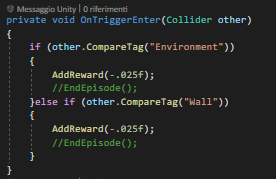 Messaggio Unity | 0 riferimenti
private void OnTriggerEnter(Collider other)
{
    if (other.CompareTag("Environment"))
    {
        AddReward(-.025f);
        //EndEpisode();
    }else if (other.CompareTag("Wall"))
    {
        AddReward(-.025f);
        //EndEpisode();
    }
}